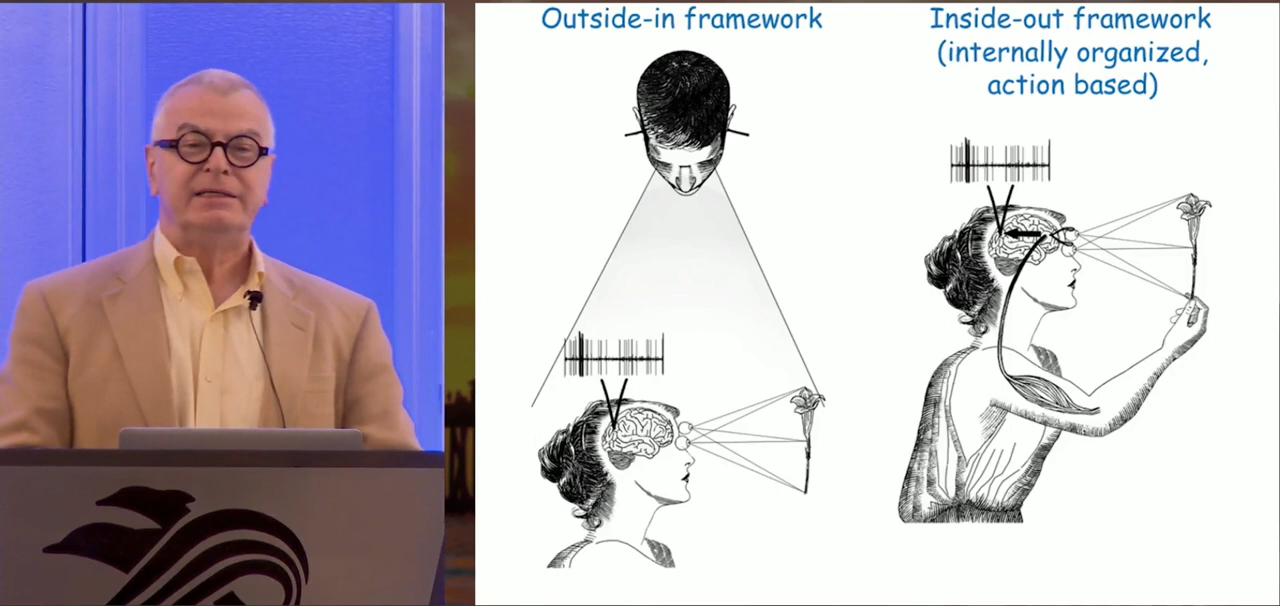 Outside-in framework
Inside-out framework
(internally organized,
action based)